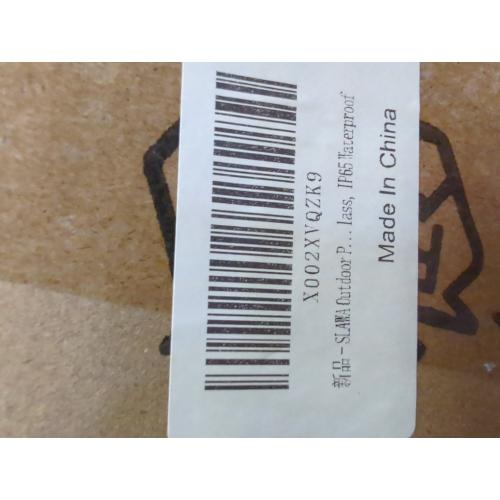 X002XVQZK9
新品 - SLAWA Outdoor P... lass, IP65 Waterproof
Made In China